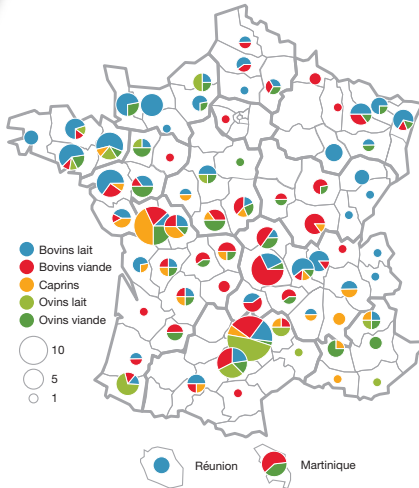 Bovins lait
Bovins viande
Caprins
Ovins lait
Ovins viande
10
5
1
Réunion
Martinique